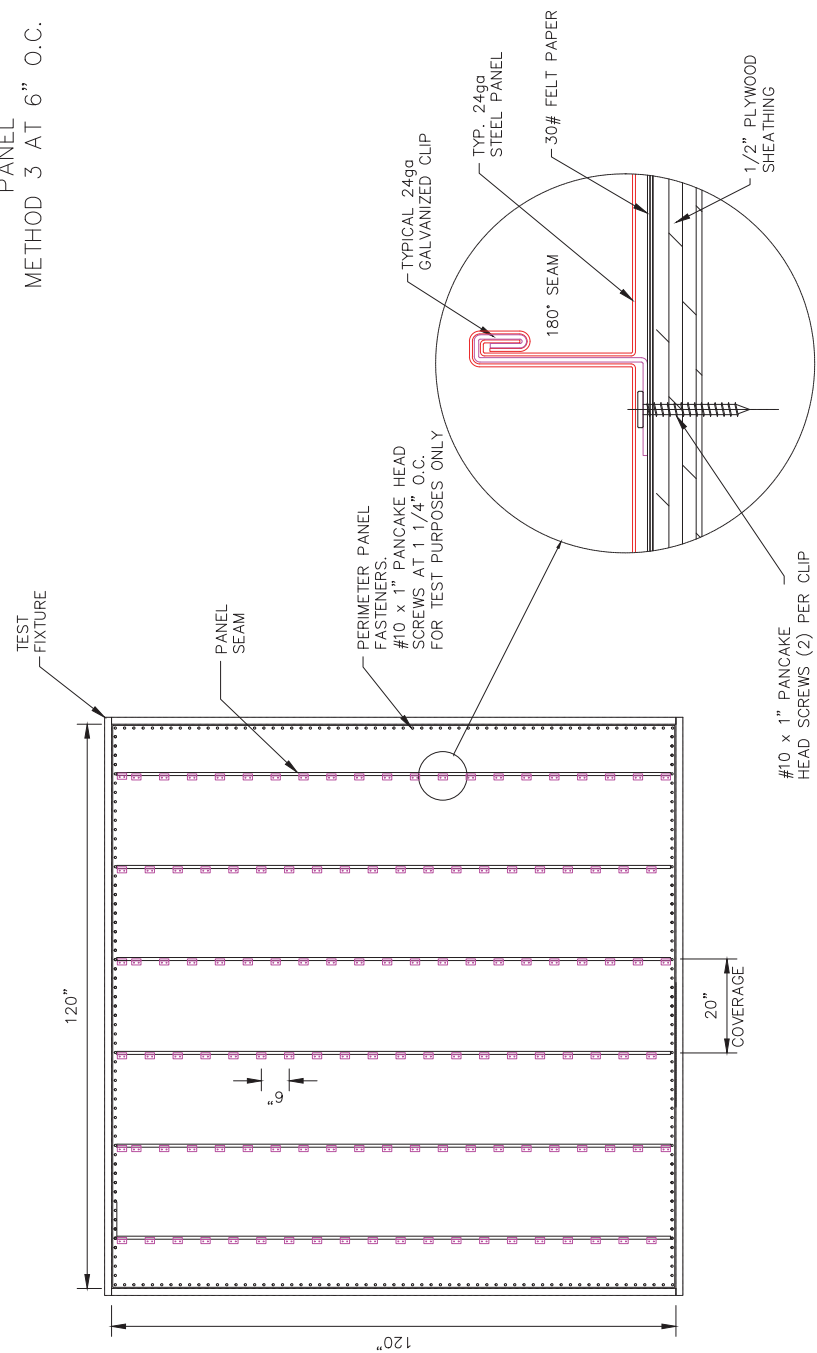 PANEL
METHOD 3 AT 6" O.C.
TEST
FIXTURE
PANEL
SEAM
PERIMETER PANEL
FASTENERS.
#10 x 1" PANCAKE HEAD
SCREWS AT 1 1/4" O.C.
FOR TEST PURPOSES ONLY
TYPICAL 24ga
GALVANIZED CLIP
TYP. 24ga
STEEL PANEL
30# FELT PAPER
180° SEAM
1/2" PLYWOOD
SHEATHING
#10 x 1" PANCAKE
HEAD SCREWS (2) PER CLIP
120"
6"
20"
COVERAGE
120"